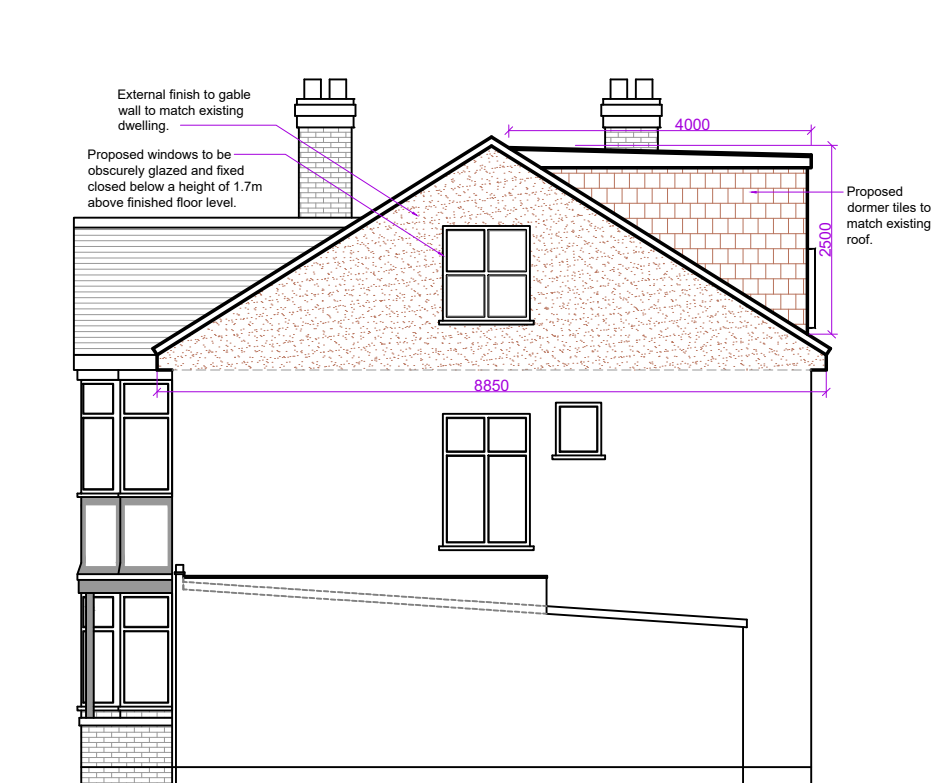 External finish to gable
wall to match existing
dwelling.
4000
Proposed windows to be
obscurely glazed and fixed
closed below a height of 1.7m
above finished floor level.
Proposed
dormer tiles to
match existing
roof.
2500
8850